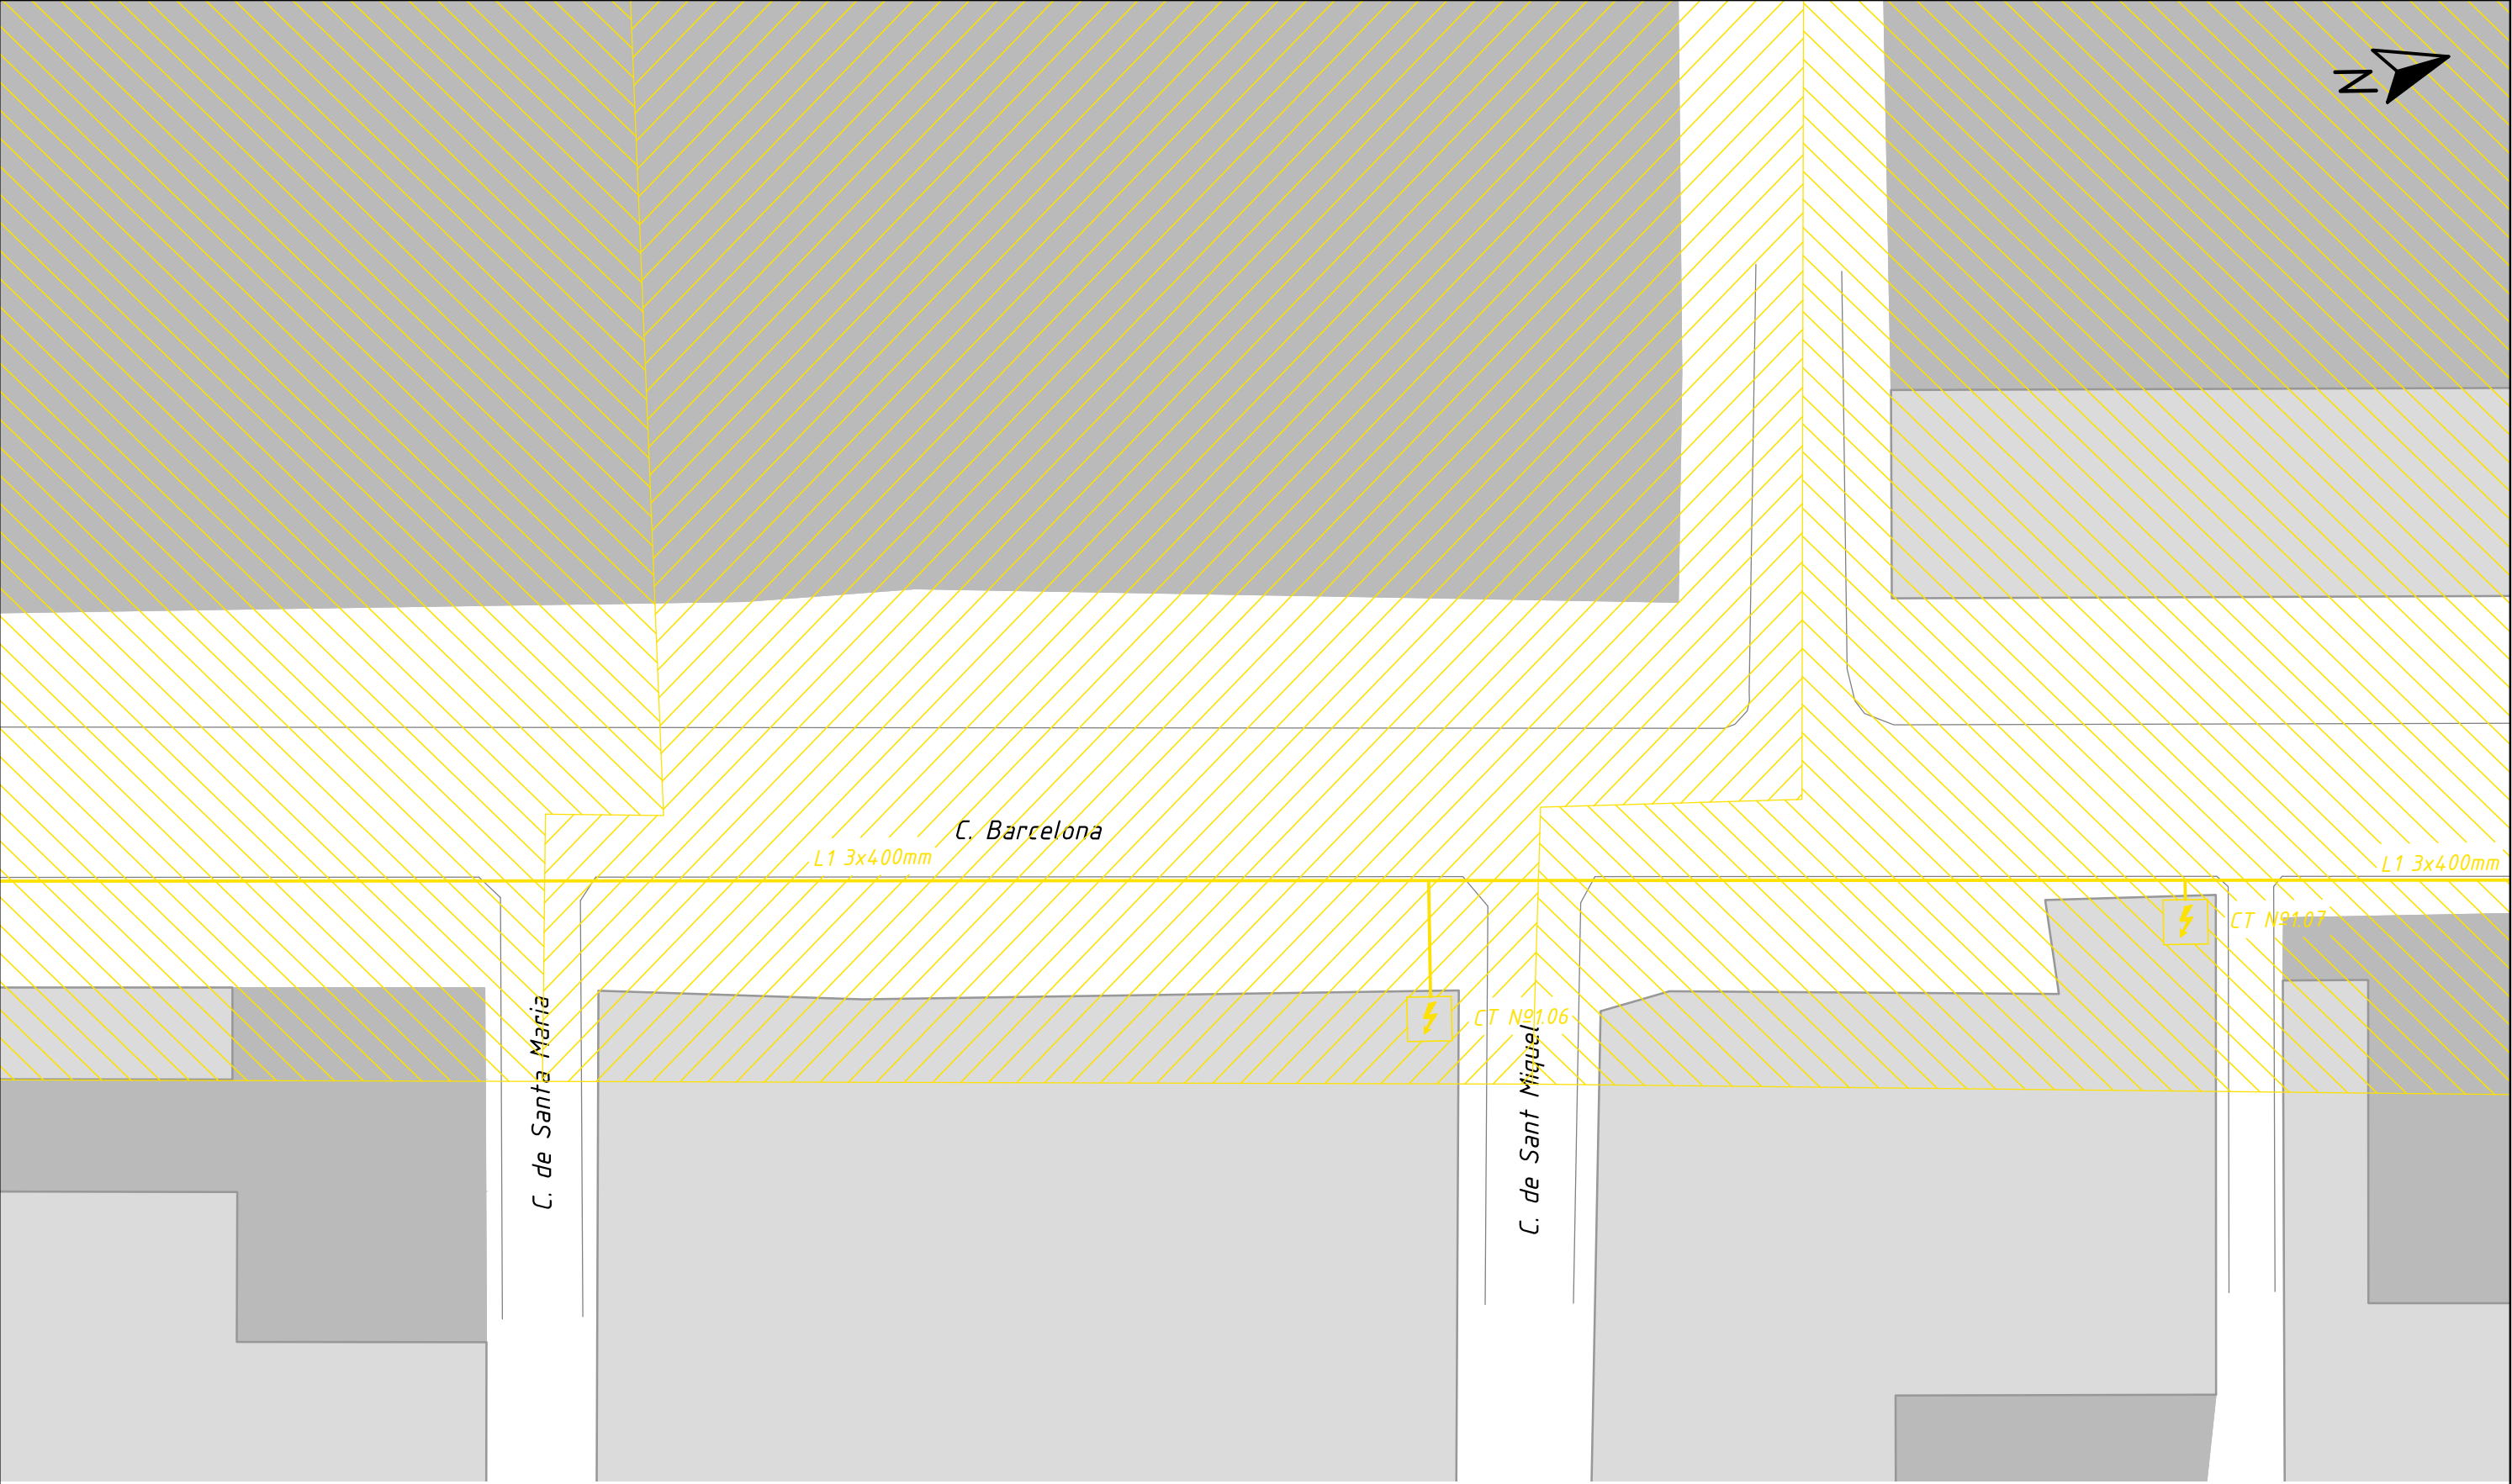 N
C. Barcelona
L1 3x400mm
L1 3x400mm
CT Nº1.07
CT Nº1.06
C. de Santa Maria
C. de Sant Miquel